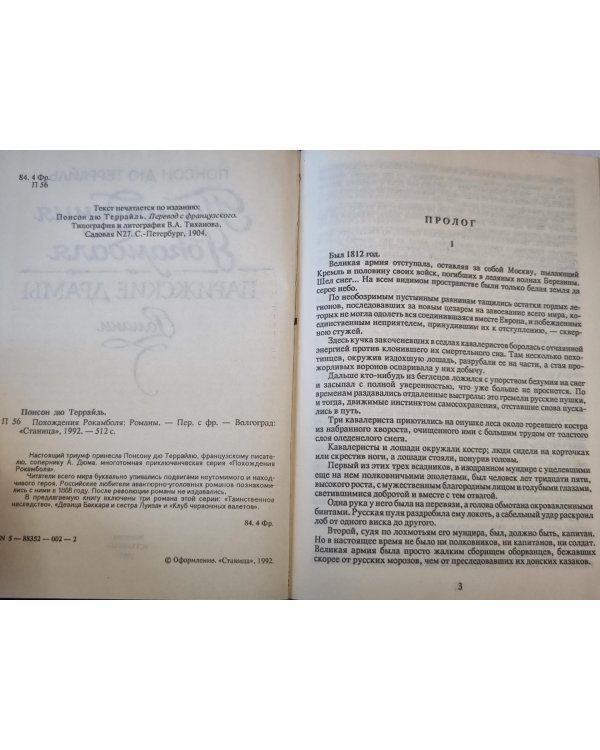 84. 4 Фр.
П 56
Текст печатается по изданию:
Понсон дю Террайль. Перевод с французского.
Типография и литография В.А. Тиханова,
Садовая N27. С.-Петербург, 1904.
Понсон дю Террайль.
П 56 Похождения Рокамболя: Романы. — Пер. с фр. — Волгоград:
«Станица», 1992. — 512 с.
Настоящий триумф принесла Понсону дю Террайлю, французскому писате-
лю, сопернику А. Дюма, многотомная приключенческая серия «Похождения
Рокамболя».
Читатели всего мира буквально упивались подвигами неутомимого и наход-
чивого героя. Российские любители авантюрно-уголовных романов познакоми-
лись с ними в 1868 году. После революции романы не издавались.
В предлагаемую книгу включены три романа этой серии: «Таинственное
наследство», «Девица Баккара и сестра Луиза» и «Клуб червонных валетов».
84. 4 Фр.
N 5 — 88352 — 002 — 2
© Оформление. «Станица», 1992.
ПРОЛОГ
1
Был 1812 год.
Великая армия отступала, оставляя за собой Москву, пылающий
Кремль и половину своих войск, погибших в ледяных волнах Березины.
Шел снег... На всем видимом пространстве были только белая земля да
серое небо.
По необозримым пустынным равнинам тащились остатки гордых ле-
гионов, последовавших за новым цезарем на завоевание всего мира, ко-
торых не могла одолеть вся соединявшаяся вместе Европа, и побежденных
единственным неприятелем, принудившим их к отступлению, — сквер-
ною стужей.
Здесь кучка закоченевших в седлах кавалеристов боролась с отчаянной
энергией против клонившего их смертельного сна. Там несколько пехо-
тинцев, окружив издохшую лошадь, разрубали ее на части, а стая про-
жорливых воронов оспаривала у них добычу.
Дальше кто-нибудь из беглецов ложился с упорством безумия на снег
и засыпал с полной уверенностью, что уже больше не проснется. По
временам раздавались отдаленные выстрелы: это гремели русские пушки,
и тогда, движимые инстинктом самосохранения, отставшие снова пуска-
лись в путь.
Три кавалериста приютились на опушке леса около горевшего костра
из набранного хвороста, очищенного ими с большим трудом от толстого
слоя оледенелого снега.
Кавалеристы и лошади окружали костер; люди сидели на корточках
или скрестив ноги, а лошади стояли, понурив головы.
Первый из этих трех всадников, в изодранном мундире с уцелевшими
еще на нем полковничьими эполетами, был человек лет тридцати пяти,
высокого роста, с мужественным благородным лицом и голубыми глазами,
светившимися добротой и вместе с тем отвагой.
Одна рука у него была на перевязи, а голова обмотана окровавленными
бинтами. Русская пуля раздробила ему локоть, а сабельный удар раскроил
лоб от одного виска до другого.
Второй, судя по лохмотьям его мундира, был, должно быть, капитан.
Но в настоящее время не было ни полковников, ни капитанов, ни солдат.
Великая армия была просто жалким сборищем оборванцев, бежавших
скорее от русских морозов, чем от преследовавших их донских казаков.
3